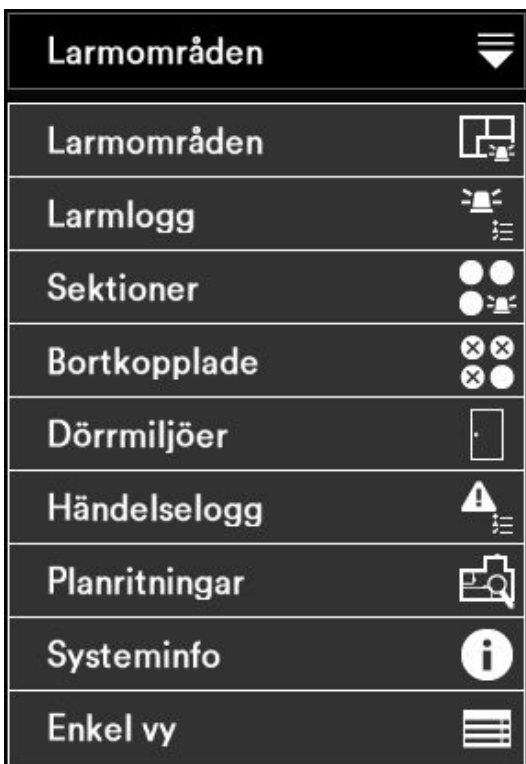 Larmområden
Larmområden
Larmlogg
Sektioner
Bortkopplade
Dörrmiljöer
Händelselogg
Planritningar
Systeminfo
Enkel vy